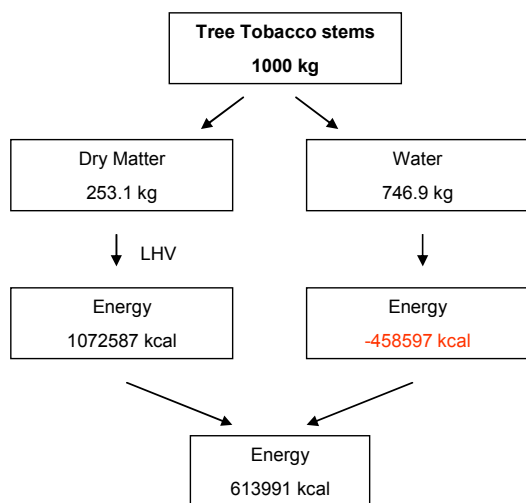 Tree Tobacco stems
1000 kg
Dry Matter
253.1 kg
Water
746.9 kg
LHV
Energy
1072587 kcal
Energy
-458597 kcal
Energy
613991 kcal